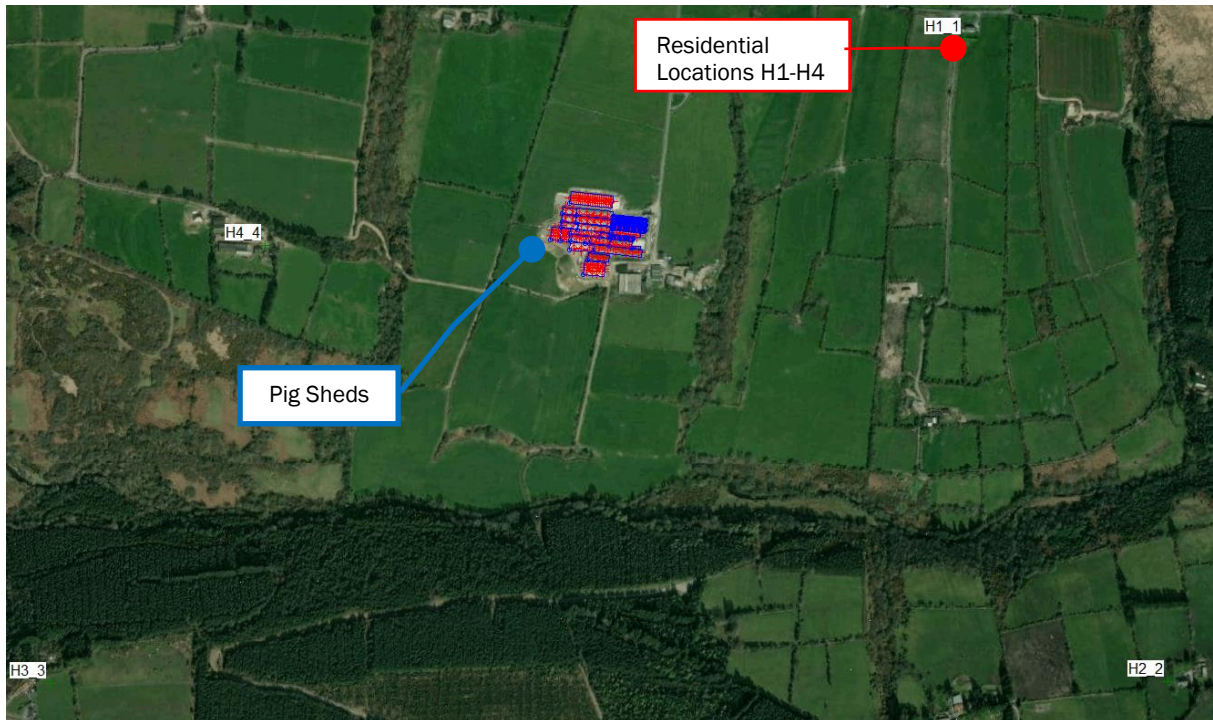 H1_1
Residential
Locations H1-H4
H4_4
Pig Sheds
H3_3
H2_2